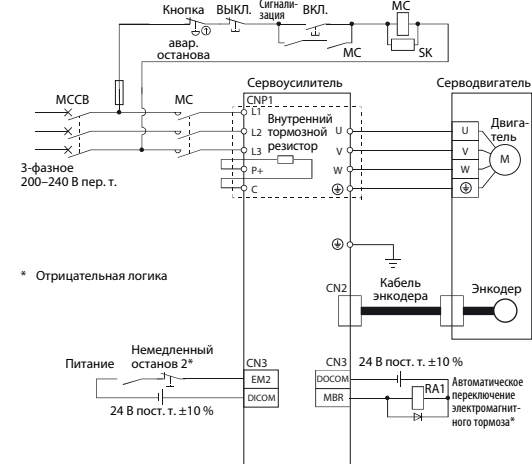 Кнопка
ВЫКЛ.
Сигнали-
зация
ВКЛ.
MC
авар.
останова
MC
SK
Сервоусилитель
Серводвигатель
MCCB
MC
CNP1
L1
L2
L3
P+
C
Внутренний
тормозной
резистор
U
V
W
U
V
W
Двига-
тель
M
3-фазное
200–240 В пер. т.
* Отрицательная логика
CN2
Кабель
энкодера
Энкодер
Питание
Немедленный
останов 2*
CN3
EM2
DICOM
24 В пост. т. ±10 %
CN3
DOCOM
MBR
24 В пост. т. ±10 %
RA1
Автоматическое
переключение
электромагнит-
ного тормоза*